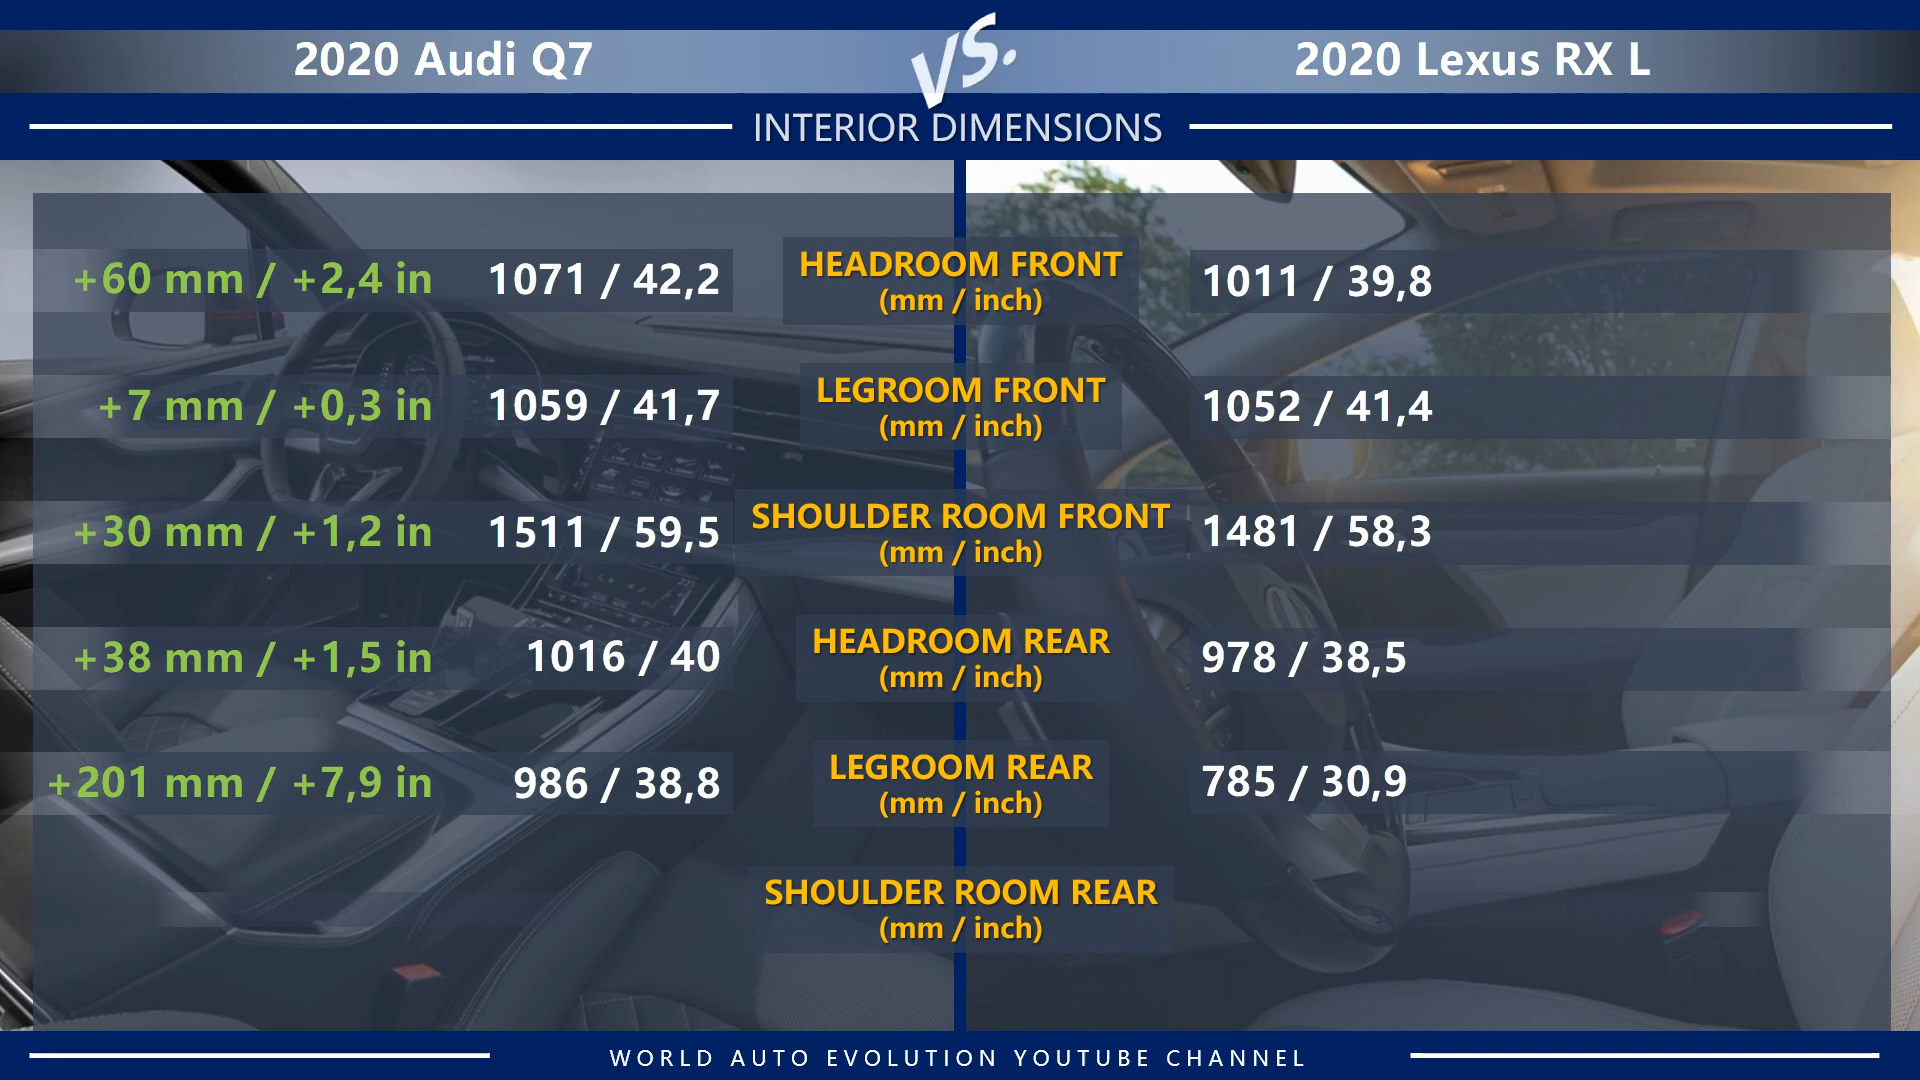 2020 Audi Q7 VS. 2020 Lexus RX L
INTERIOR DIMENSIONS
+60 mm / +2,4 in 1071 / 42,2 HEADROOM FRONT 1011 / 39,8
(mm / inch)
+7 mm / +0,3 in 1059 / 41,7 LEGROOM FRONT 1052 / 41,4
(mm / inch)
+30 mm / +1,2 in 1511 / 59,5 SHOULDER ROOM FRONT 1481 / 58,3
(mm / inch)
+38 mm / +1,5 in 1016 / 40 HEADROOM REAR 978 / 38,5
(mm / inch)
+201 mm / +7,9 in 986 / 38,8 LEGROOM REAR 785 / 30,9
(mm / inch)
SHOULDER ROOM REAR
(mm / inch)
WORLD AUTO EVOLUTION YOUTUBE CHANNEL